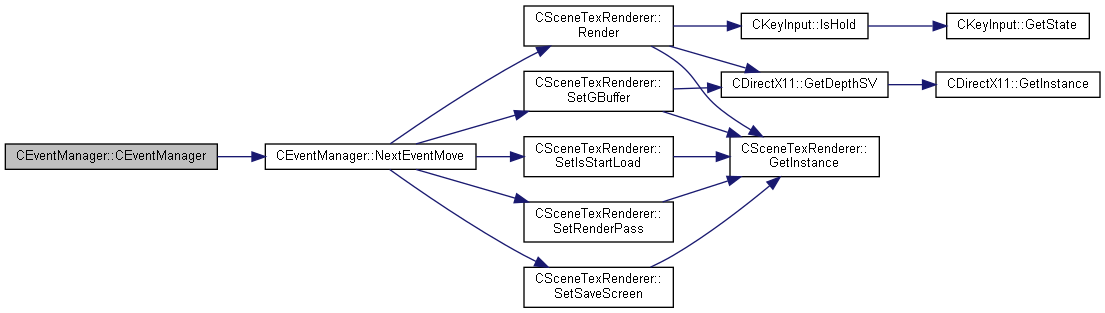 CEventManager::CEventManager
CEventManager::NextEventMove
CSceneTexRenderer::
Render
CSceneTexRenderer::
SetGBuffer
CSceneTexRenderer::
SetIsStartLoad
CSceneTexRenderer::
SetRenderPass
CSceneTexRenderer::
SetSaveScreen
CKeyInput::IsHold
CDirectX11::GetDepthSV
CSceneTexRenderer::
GetInstance
CKeyInput::GetState
CDirectX11::GetInstance